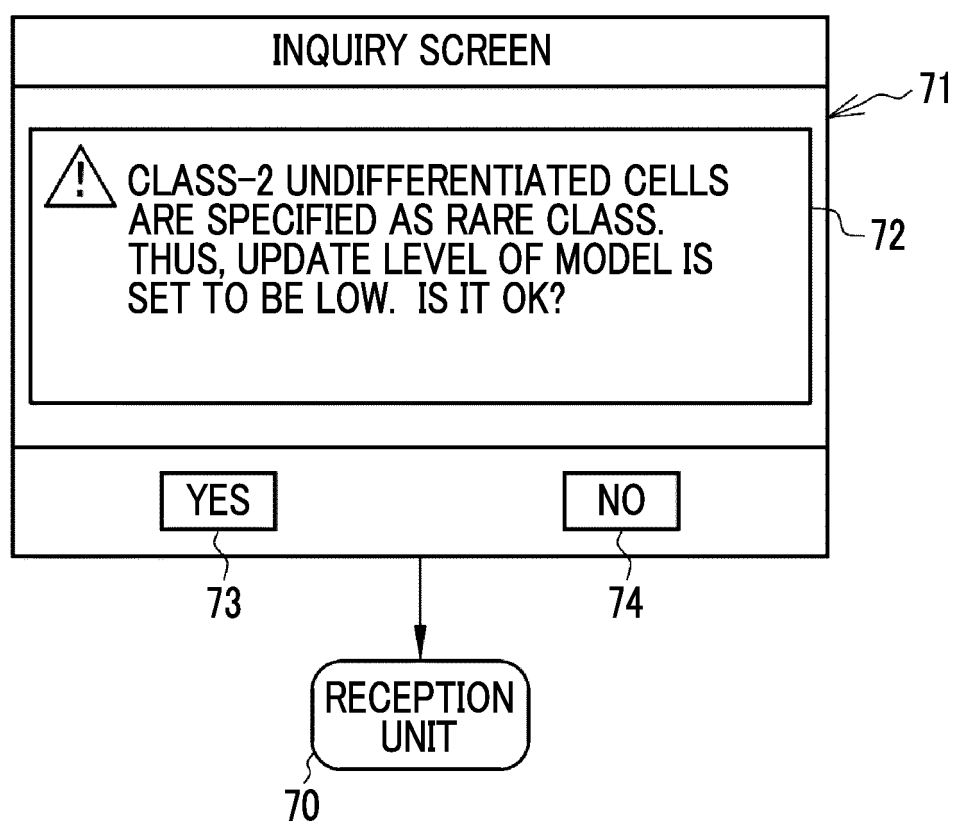 INQUIRY SCREEN
71
! CLASS-2 UNDIFFERENTIATED CELLS
ARE SPECIFIED AS RARE CLASS.
72
THUS, UPDATE LEVEL OF MODEL IS
SET TO BE LOW. IS IT OK?
YES
NO
73
74
RECEPTION
UNIT
70